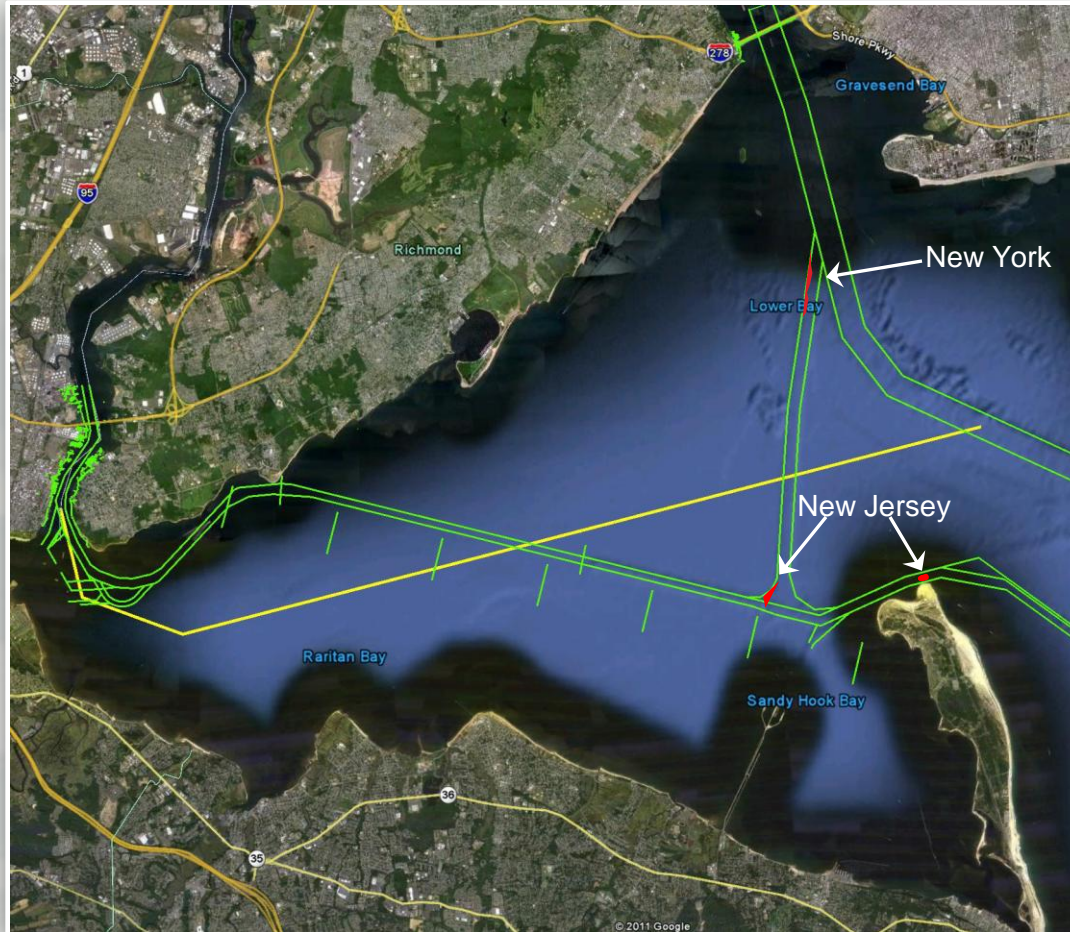 278
Shore Pkwy
1
Gravesend Bay
95
Richmond
New York
Lower Bay
New Jersey
Raritan Bay
Sandy Hook Bay
36
35
© 2011 Google